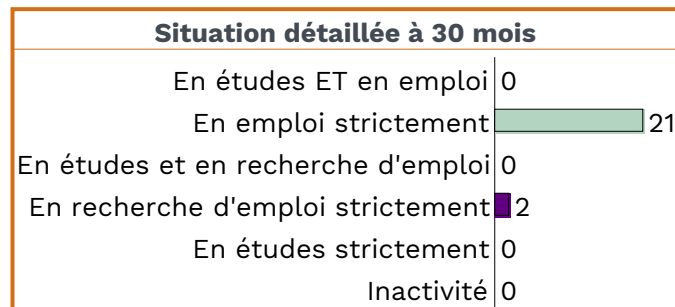 Situation détaillée à 30 mois
En études ET en emploi 0
En emploi strictement 21
En études et en recherche d'emploi 0
En recherche d'emploi strictement 2
En études strictement 0
Inactivité 0